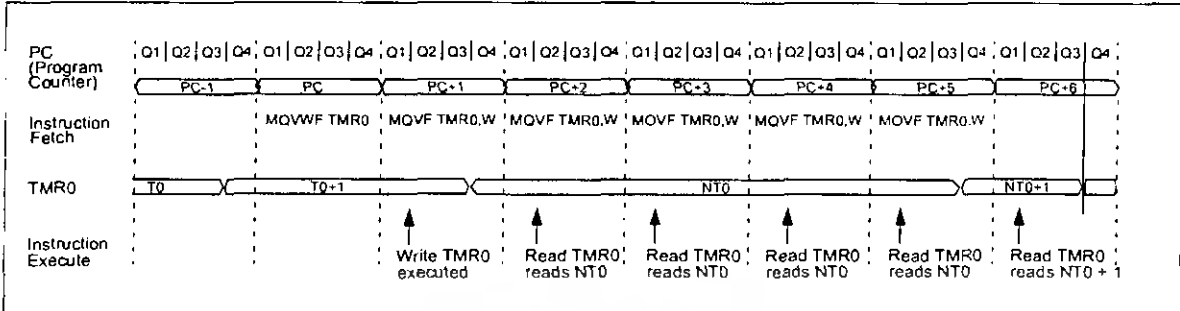 PC
(Program
Counter)
Q1 Q2 Q3 Q4 Q1 Q2 Q3 Q4 Q1 Q2 Q3 Q4 Q1 Q2 Q3 Q4 Q1 Q2 Q3 Q4 Q1 Q2 Q3 Q4 Q1 Q2 Q3 Q4 Q1 Q2 Q3 Q4
PC-1 PC PC+1 PC+2 PC+3 PC+4 PC+5 PC+6
Instruction
Fetch
MOVWF TMR0 MOVF TMR0,W MOVF TMR0,W MOVF TMR0,W MOVF TMR0,W MOVF TMR0,W
TMR0
T0 T0+1 NT0 NT0+1
Instruction
Execute
Write TMR0
executed
Read TMR0
reads NT0
Read TMR0
reads NT0
Read TMR0
reads NT0
Read TMR0
reads NT0
Read TMR0
reads NT0 + 1